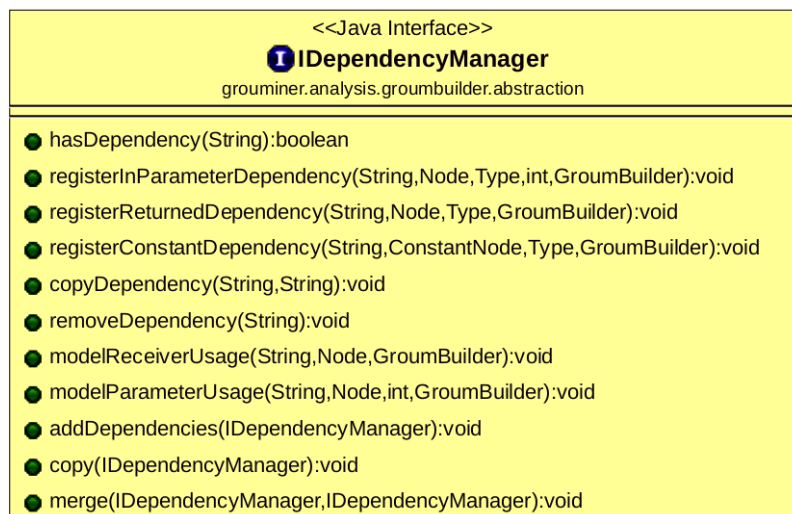 <<Java Interface>>
I IDependencyManager
grouminer.analysis.groumbuilder.abstraction
hasDependency(String):boolean
registerInParameterDependency(String,Node,Type,int,GroumBuilder):void
registerReturnedDependency(String,Node,Type,GroumBuilder):void
registerConstantDependency(String,ConstantNode,Type,GroumBuilder):void
copyDependency(String,String):void
removeDependency(String):void
modelReceiverUsage(String,Node,GroumBuilder):void
modelParameterUsage(String,Node,int,GroumBuilder):void
addDependencies(IDependencyManager):void
copy(IDependencyManager):void
merge(IDependencyManager,IDependencyManager):void